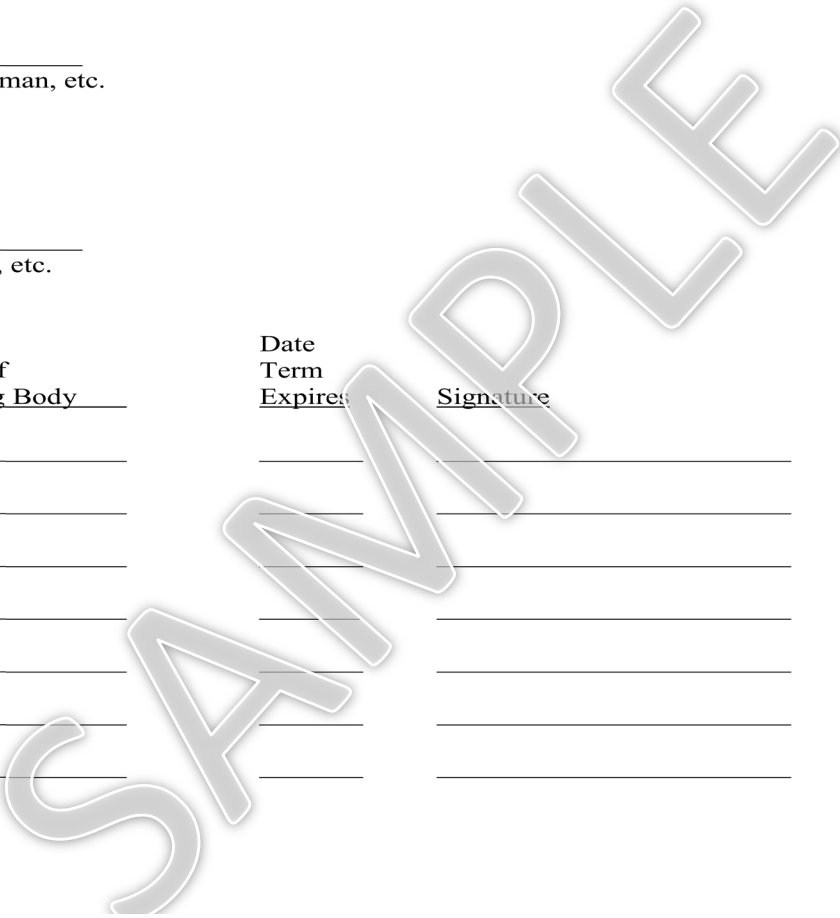 man, etc.
, etc.
Date
f Term
g Body Expires Signature
SAMPLE